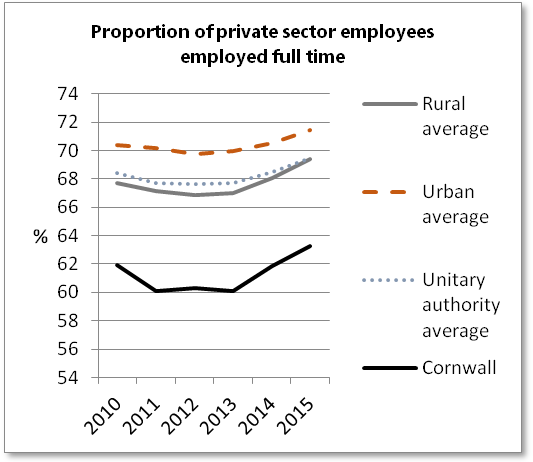 Proportion of private sector employees
employed full time
74
72
70
68
66
64
62
60
58
56
54
%
2010
2011
2012
2013
2014
2015
Rural
average
Urban
average
Unitary
authority
average
Cornwall